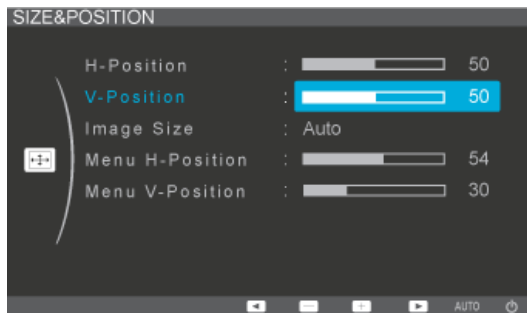 SIZE&POSITION
H-Position : 50
V-Position : 50
Image Size : Auto
Menu H-Position : 54
Menu V-Position : 30
AUTO